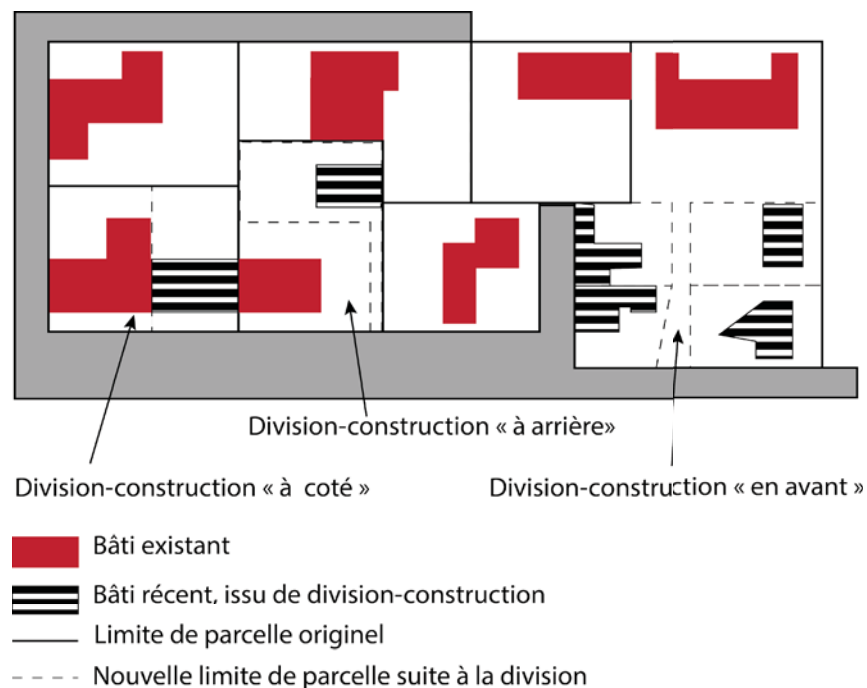 Division-construction « à arrière»
Division-construction « à  coté »
Division-construction « en avant »
Bâti existant
Bâti récent, issu de division-construction
Limite de parcelle originel
Nouvelle limite de parcelle suite à la division